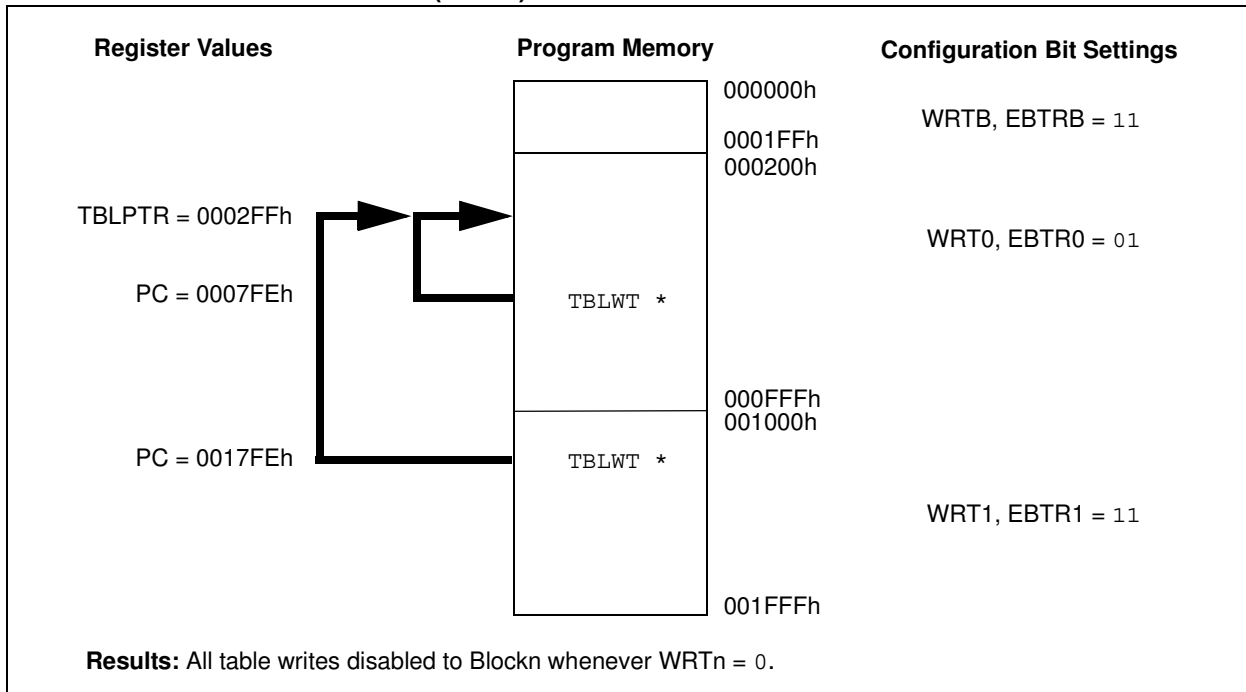 Register Values Program Memory Configuration Bit Settings
000000h
WRTB, EBTRB = 11
0001FFh
000200h
TBLPTR = 0002FFh
WRT0, EBTR0 = 01
PC = 0007FEh
TBLWT *
000FFFh
001000h
PC = 0017FEh
TBLWT *
WRT1, EBTR1 = 11
001FFFh
Results: All table writes disabled to Blockn whenever WRTn = 0.